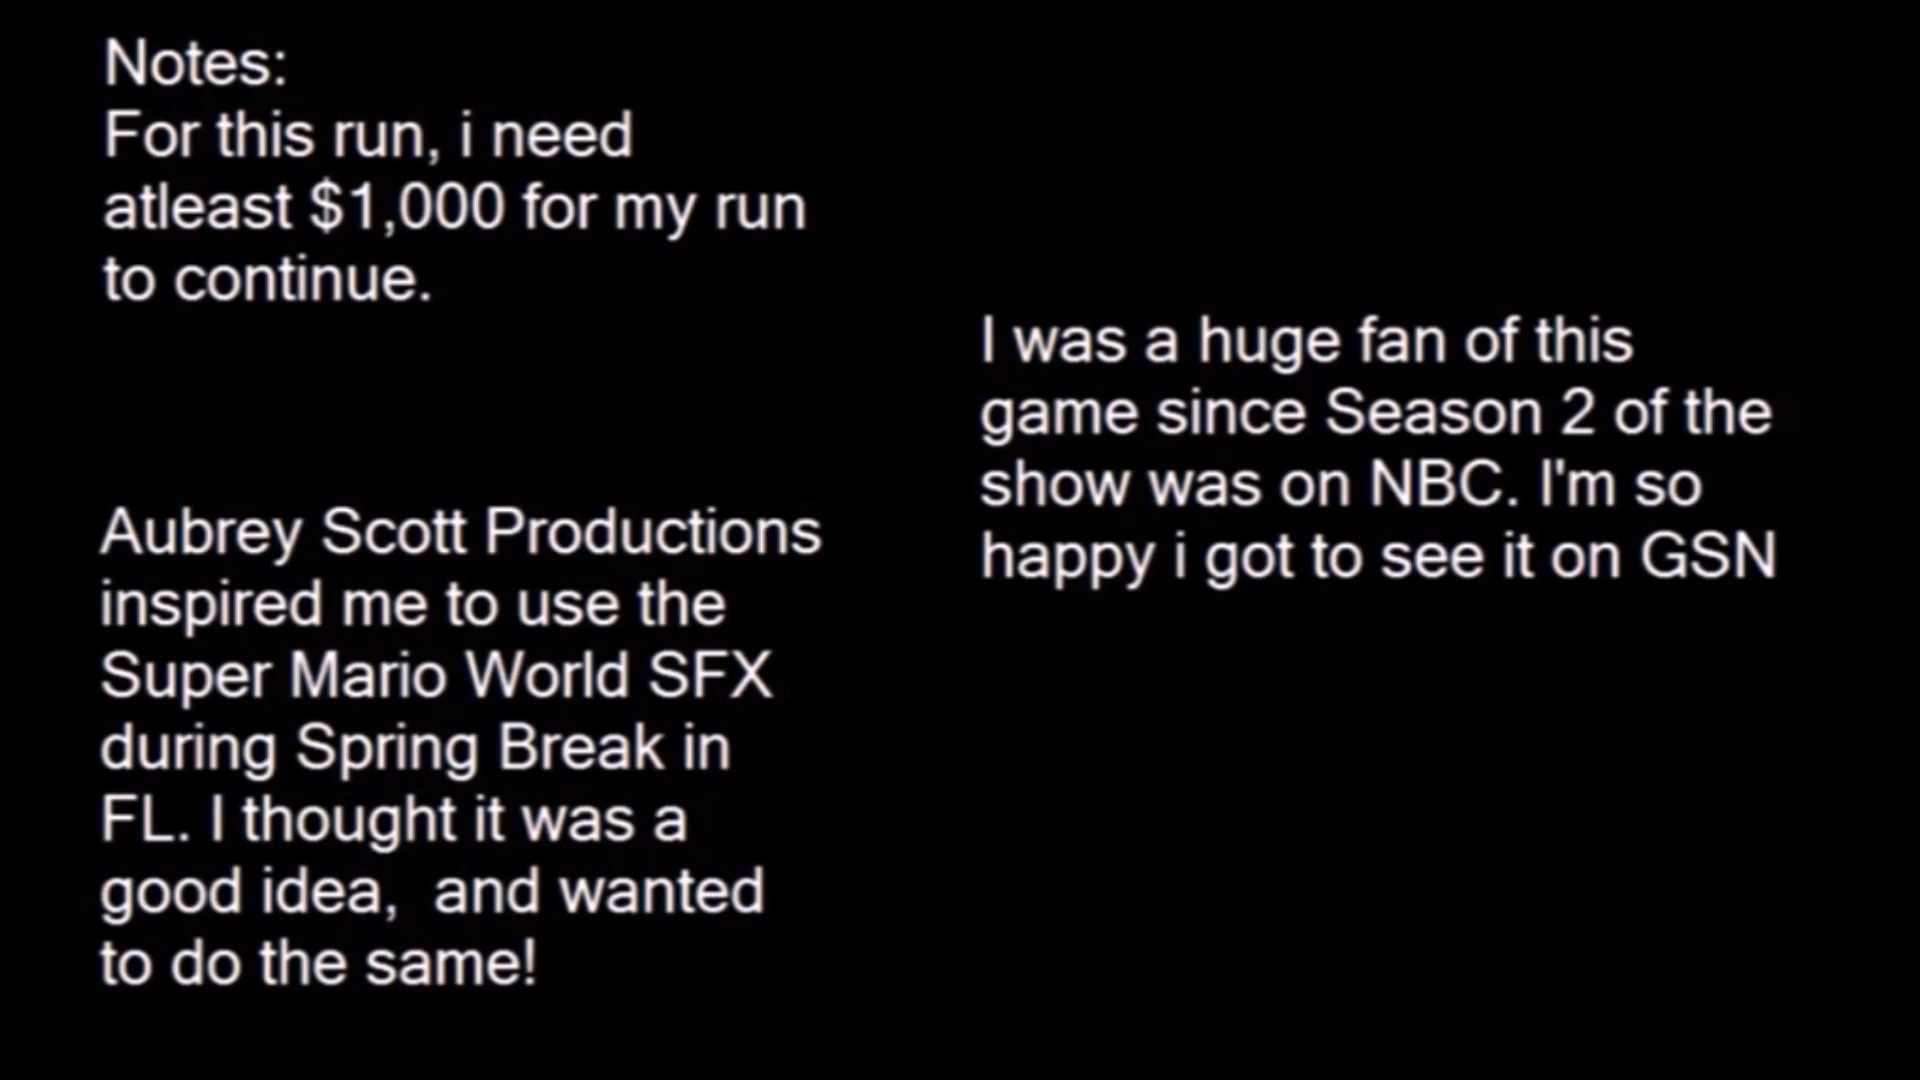 Notes:
For this run, i need
atleast $1,000 for my run
to continue.
Aubrey Scott Productions
inspired me to use the
Super Mario World SFX
during Spring Break in
FL. I thought it was a
good idea,  and wanted
to do the same!
I was a huge fan of this
game since Season 2 of the
show was on NBC. I'm so
happy i got to see it on GSN